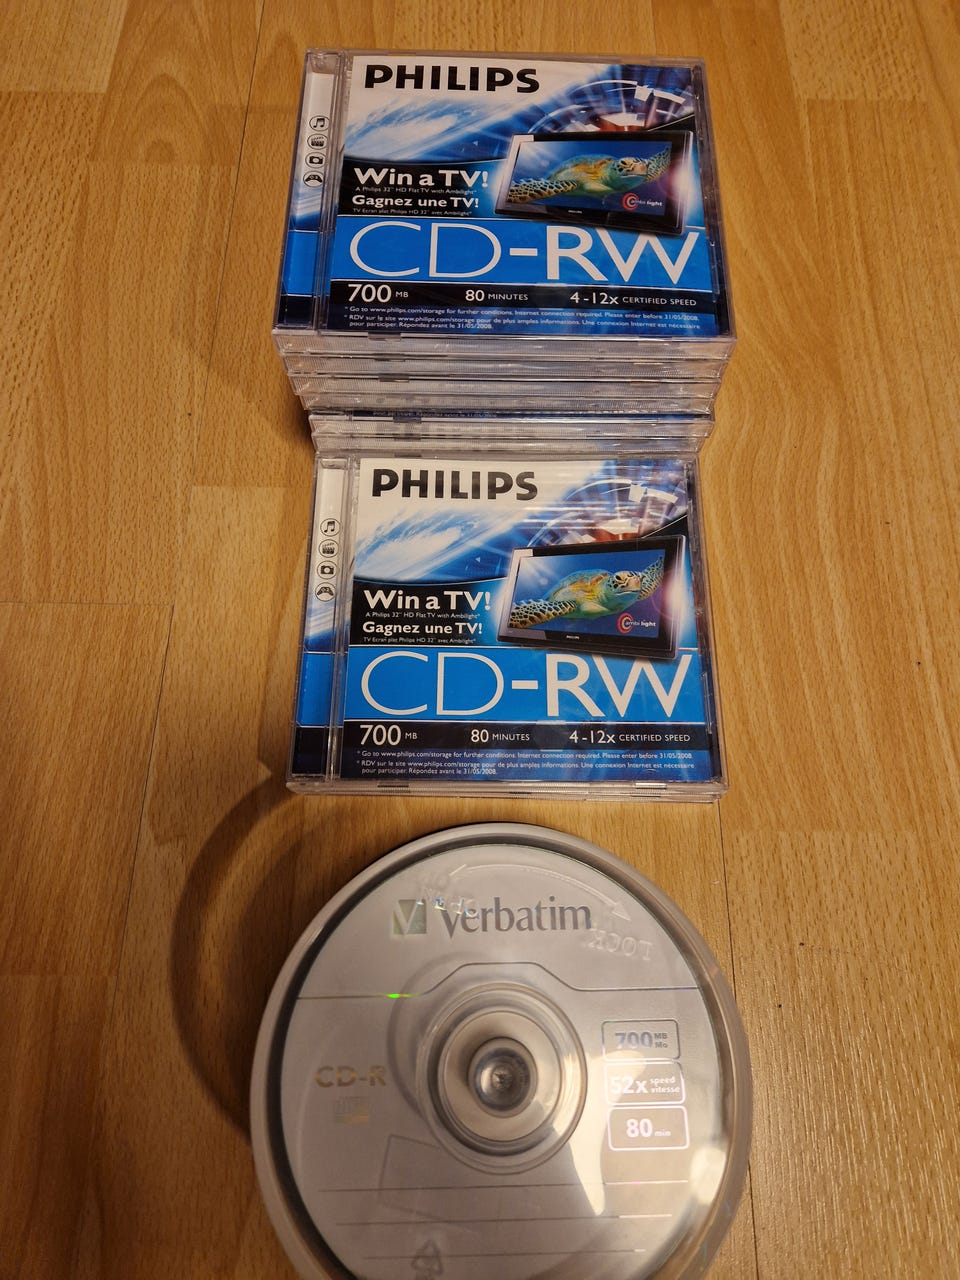 PHILIPS
Win a TV!
A Philips 32" HD Flat TV with Ambilight*
Gagnez une TV!
TV Ecran plat Philips HD 32" avec Ambilight*
ambi light
PHILIPS
CD-RW
700 MB 80 MINUTES 4-12x CERTIFIED SPEED
* Go to www.philips.com/storage for further conditions. Internet connection required. Please enter before 31/05/2008.
* RDV sur le site www.philips.com/storage pour de plus amples informations. Une connexion Internet est nécessaire
pour participer. Répondez avant le 31/05/2008.
PHILIPS
Win a TV!
A Philips 32" HD Flat TV with Ambilight*
Gagnez une TV!
TV Ecran plat Philips HD 32" avec Ambilight*
ambi light
PHILIPS
CD-RW
700 MB 80 MINUTES 4-12x CERTIFIED SPEED
* Go to www.philips.com/storage for further conditions. Internet connection required. Please enter before 31/05/2008.
* RDV sur le site www.philips.com/storage pour de plus amples informations. Une connexion Internet est nécessaire
pour participer. Répondez avant le 31/05/2008.
Verbatim
LOCK
700 MB Mo
CD-R
52x speed vitesse
80 min